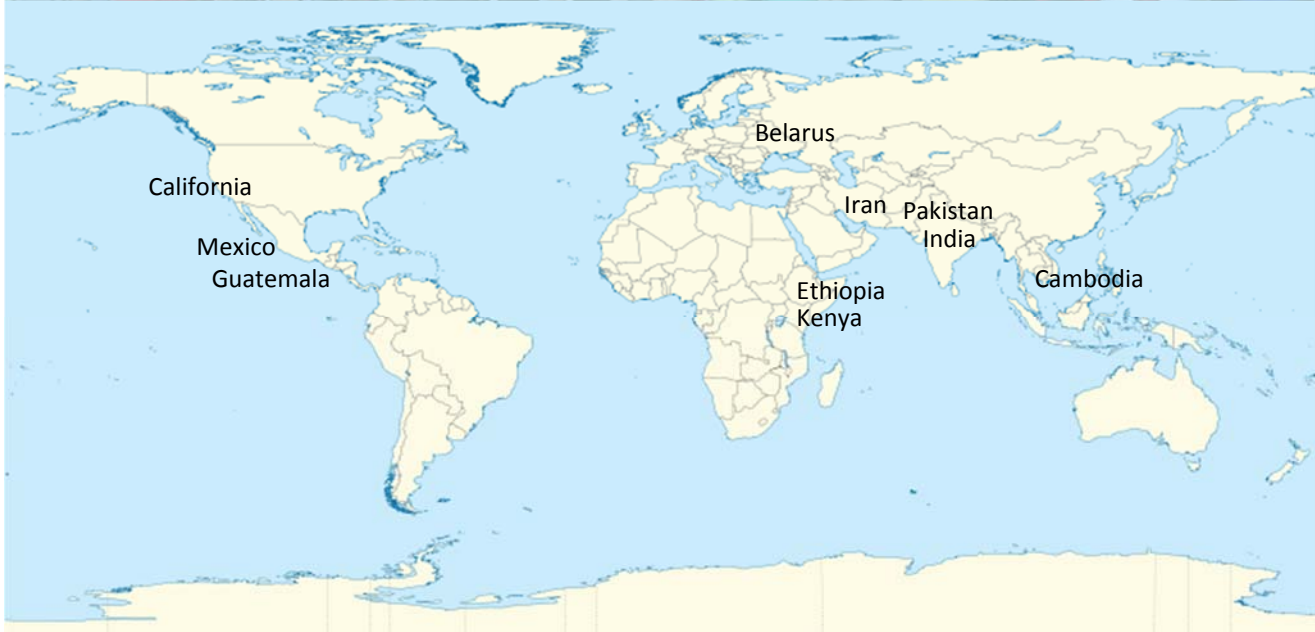 Belarus
California
Iran
Pakistan
India
Mexico
Guatemala
Cambodia
Ethiopia
Kenya